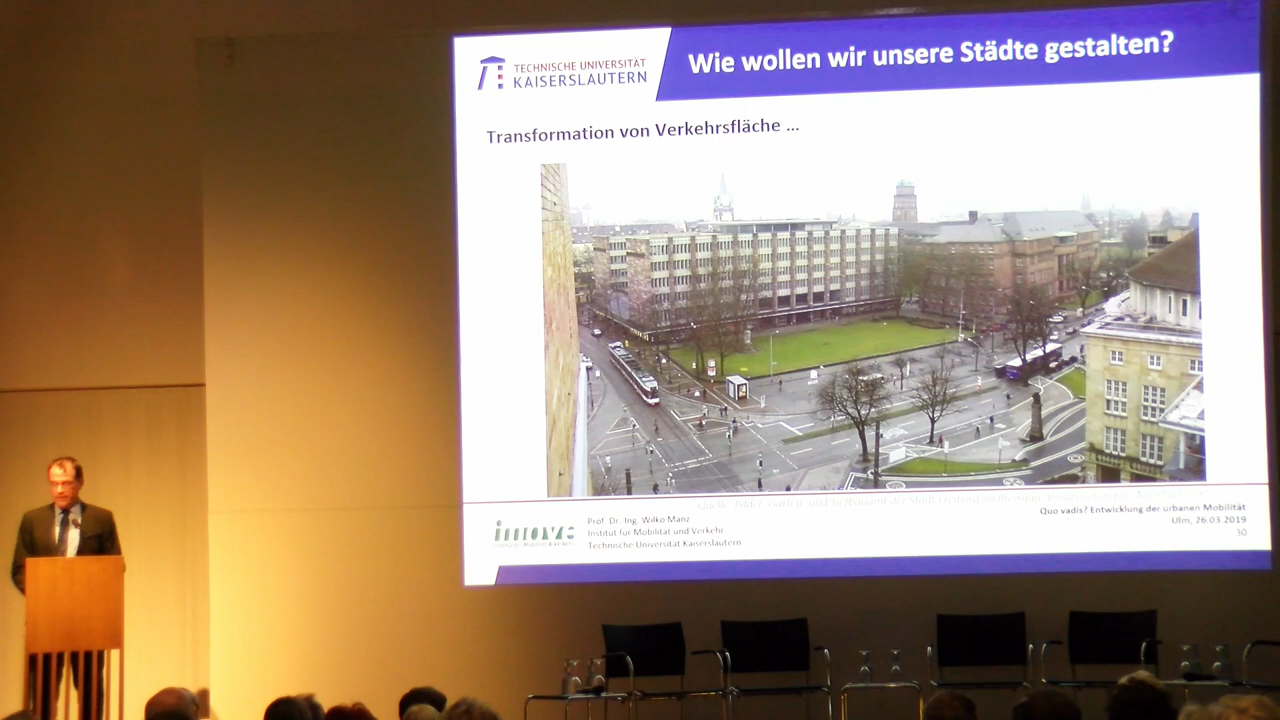 TECHNISCHE UNIVERSITÄT
KAISERSLAUTERN
Wie wollen wir unsere Städte gestalten?
Transformation von Verkehrsfläche ...
imove
Prof. Dr. Ing. Wilko Manz
Institut für Mobilität und Verkehr
Technische Universität Kaiserslautern
Quo vadis? Entwicklung der urbanen Mobilität
Ulm, 26.03.2019
30